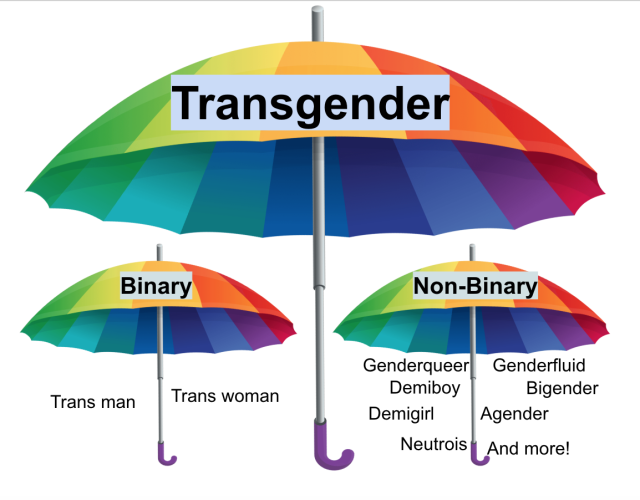 Transgender
Binary
Trans man
Trans woman
Non-Binary
Genderqueer
Genderfluid
Demiboy
Bigender
Demigirl
Agender
Neutrois
And more!